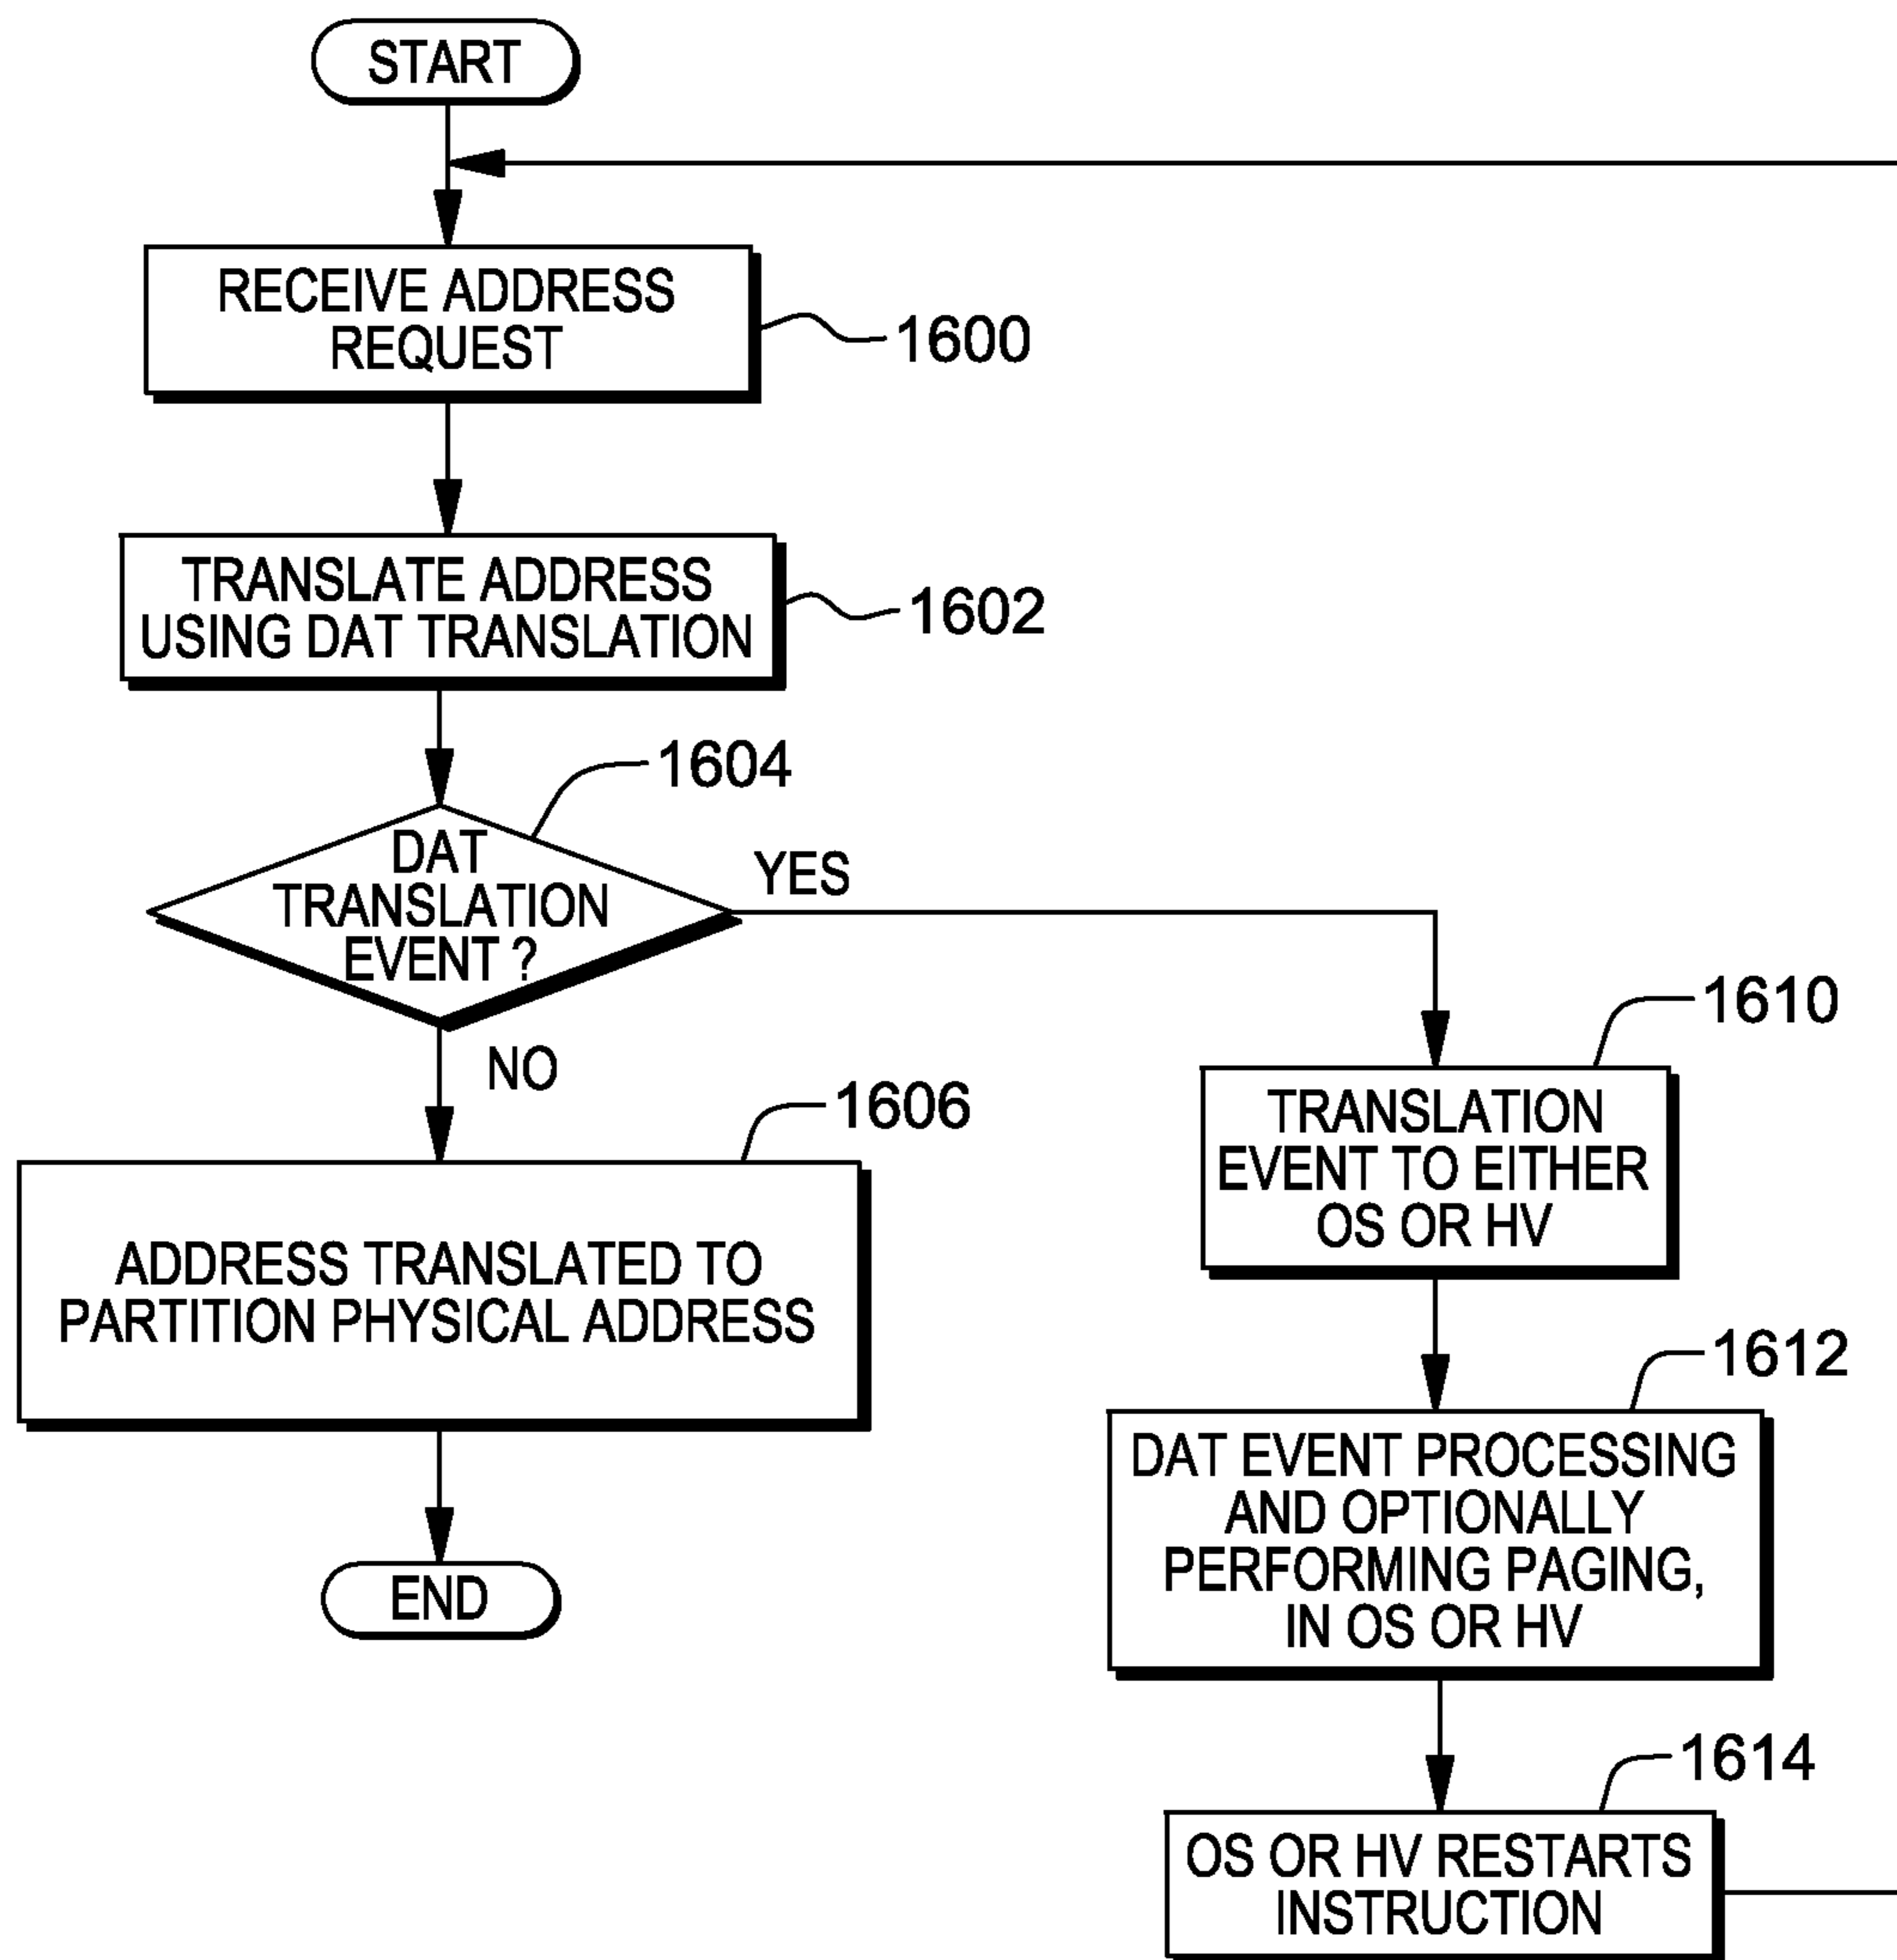 START
RECEIVE ADDRESS
REQUEST
1600
TRANSLATE ADDRESS
USING DAT TRANSLATION
1602
1604
DAT
TRANSLATION
EVENT ?
YES
NO
1606
ADDRESS TRANSLATED TO
PARTITION PHYSICAL ADDRESS
END
1610
TRANSLATION
EVENT TO EITHER
OS OR HV
1612
DAT EVENT PROCESSING
AND OPTIONALLY
PERFORMING PAGING,
IN OS OR HV
1614
OS OR HV RESTARTS
INSTRUCTION